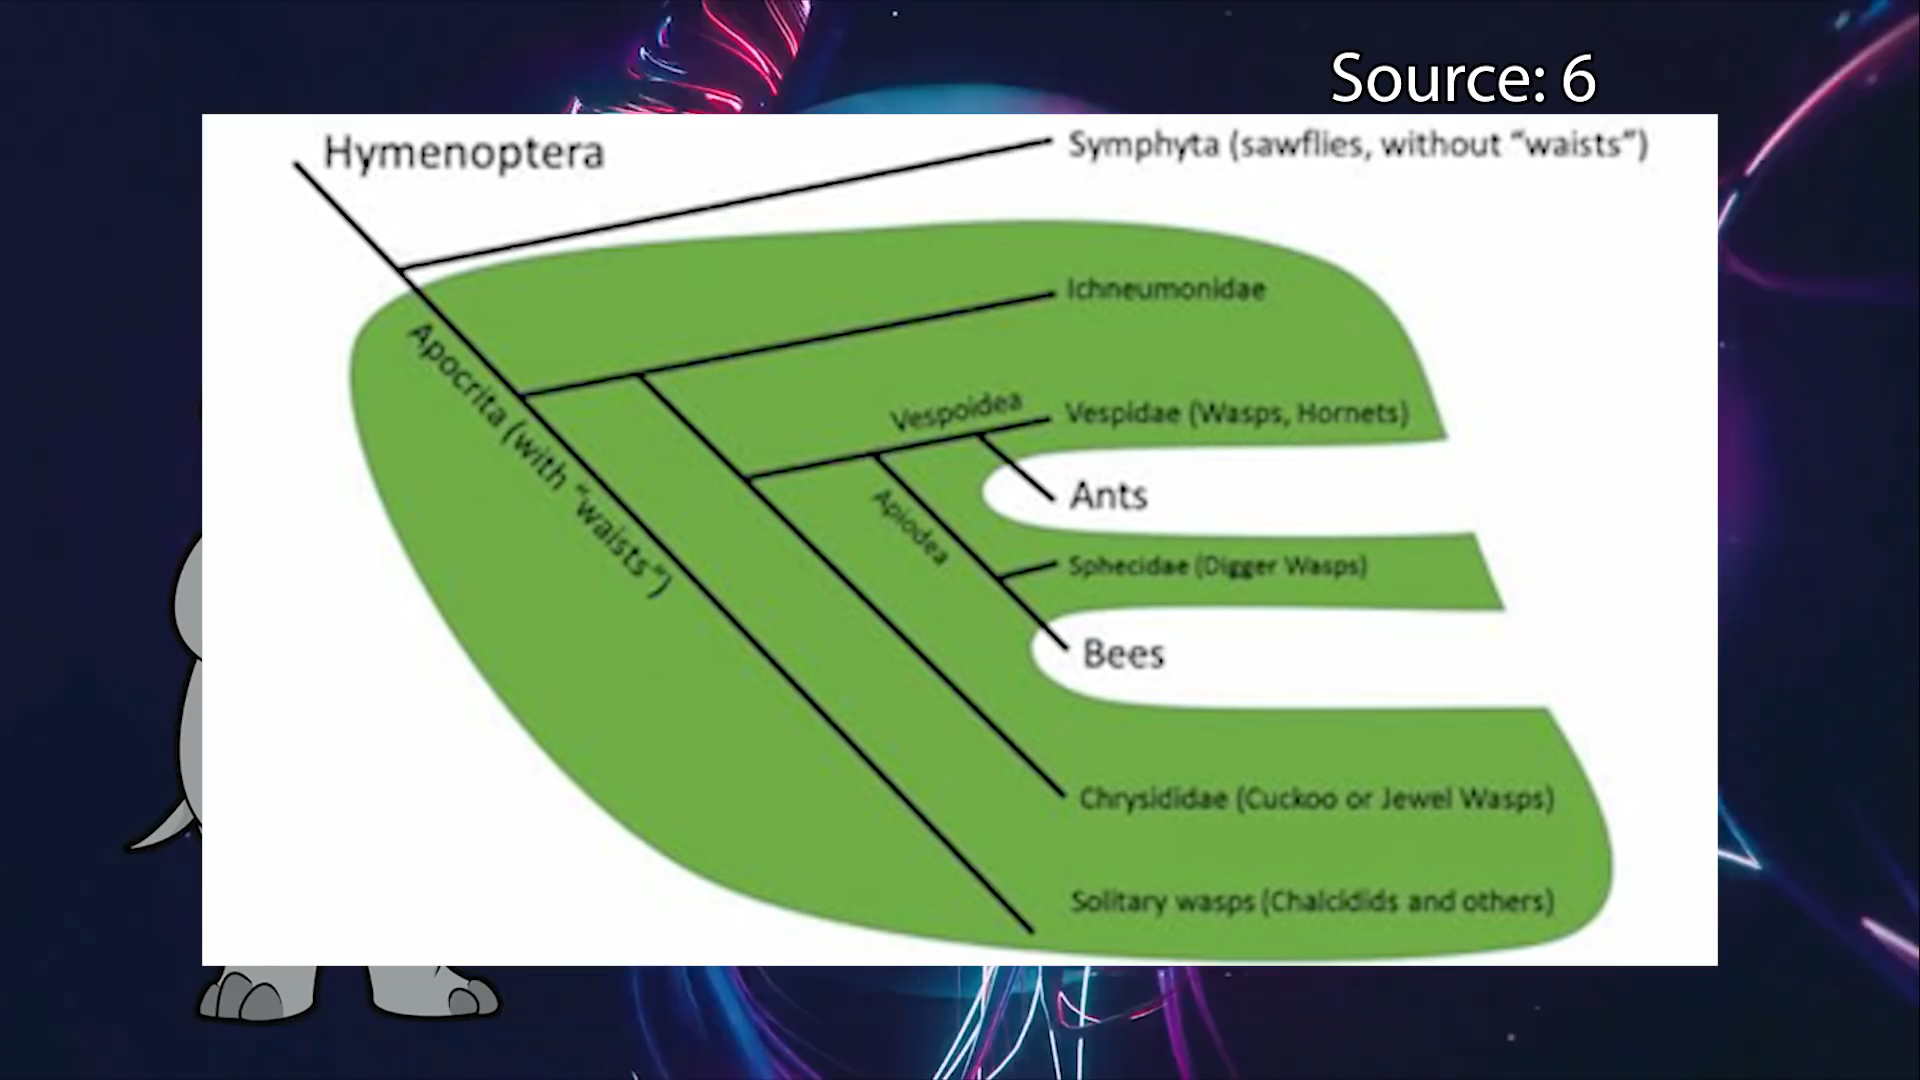 Source: 6
Hymenoptera
Symphyta (sawflies, without “waists”)
Ichneumonidae
Apocrita (with “waists”)
Vespoidea
Vespidae (Wasps, Hornets)
Ants
Apiodea
Sphecidae (Digger Wasps)
Bees
Chrysididae (Cuckoo or Jewel Wasps)
Solitary wasps (Chalcidids and others)